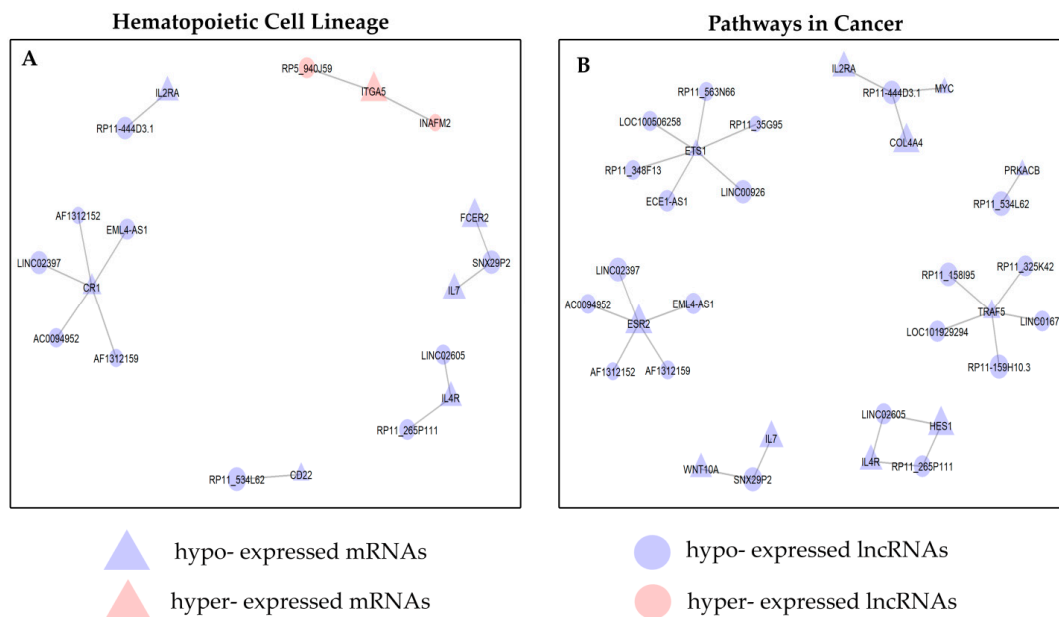 Hematopoietic Cell Lineage
Pathways in Cancer
A
RP5_940J59
ITGA5
INAFM2
IL2RA
RP11-444D3.1
AF1312152
EML4-AS1
LINC02397
CR1
AC0094952
AF1312159
FCER2
SNX29P2
IL7
LINC02605
IL4R
RP11_265P111
RP11_534L62
CD22
B
IL2RA
RP11-444D3.1
MYC
COL4A4
RP11_563N66
LOC100506258
RP11_35G95
ETS1
RP11_348F13
ECE1-AS1
LINC00926
PRKACB
RP11_534L62
LINC02397
AC0094952
EML4-AS1
ESR2
AF1312152
AF1312159
RP11_158I95
RP11_325K42
TRAF5
LOC101929294
LINC0167
RP11-159H10.3
IL7
WNT10A
SNX29P2
LINC02605
HES1
IL4R
RP11_265P111
hypo- expressed mRNAs
hypo- expressed lncRNAs
hyper- expressed mRNAs
hyper- expressed lncRNAs